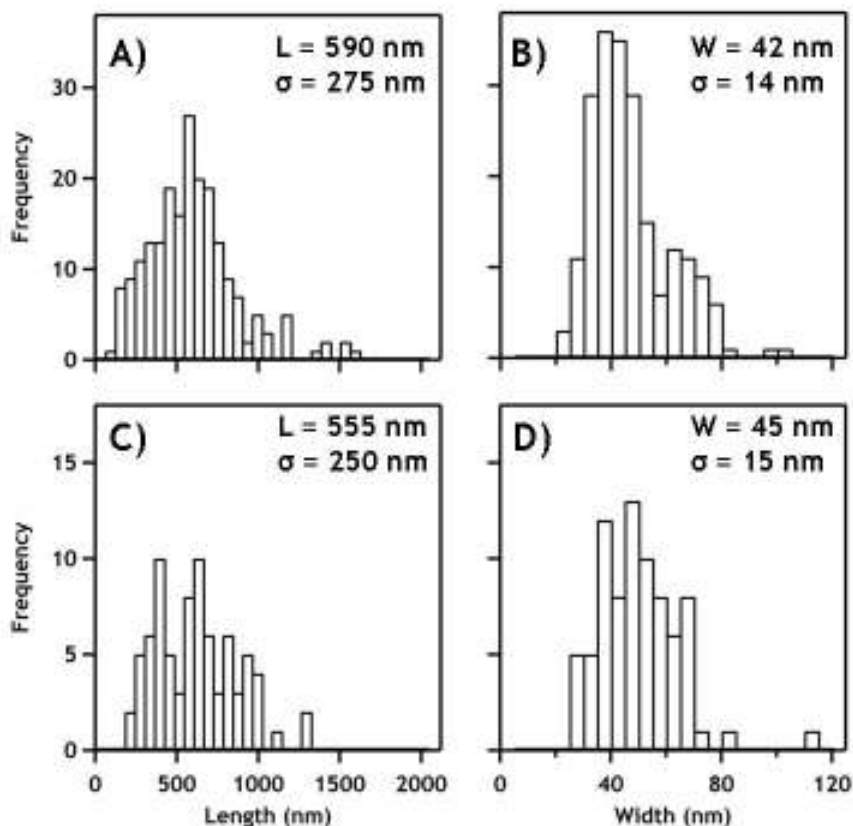 A)
L = 590 nm
σ = 275 nm
B)
W = 42 nm
σ = 14 nm
Frequency
30
20
10
0
C)
L = 555 nm
σ = 250 nm
D)
W = 45 nm
σ = 15 nm
Frequency
15
10
5
0
0 500 1000 1500 2000
0 40 80 120
Length (nm)
Width (nm)